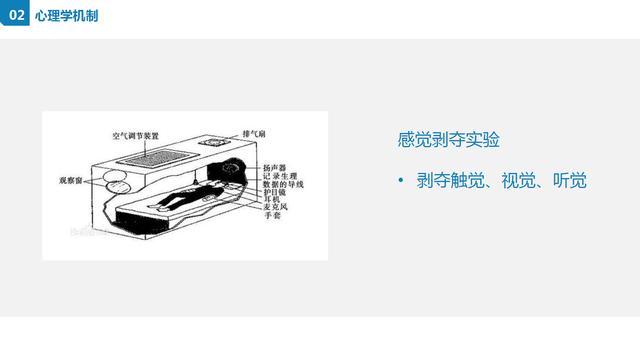 02 心理学机制
空气调节装置
排气扇
观察窗
扬声器
记录生理
数据的导线
护目镜
耳机
麦克风
手套
感觉剥夺实验
• 剥夺触觉、视觉、听觉